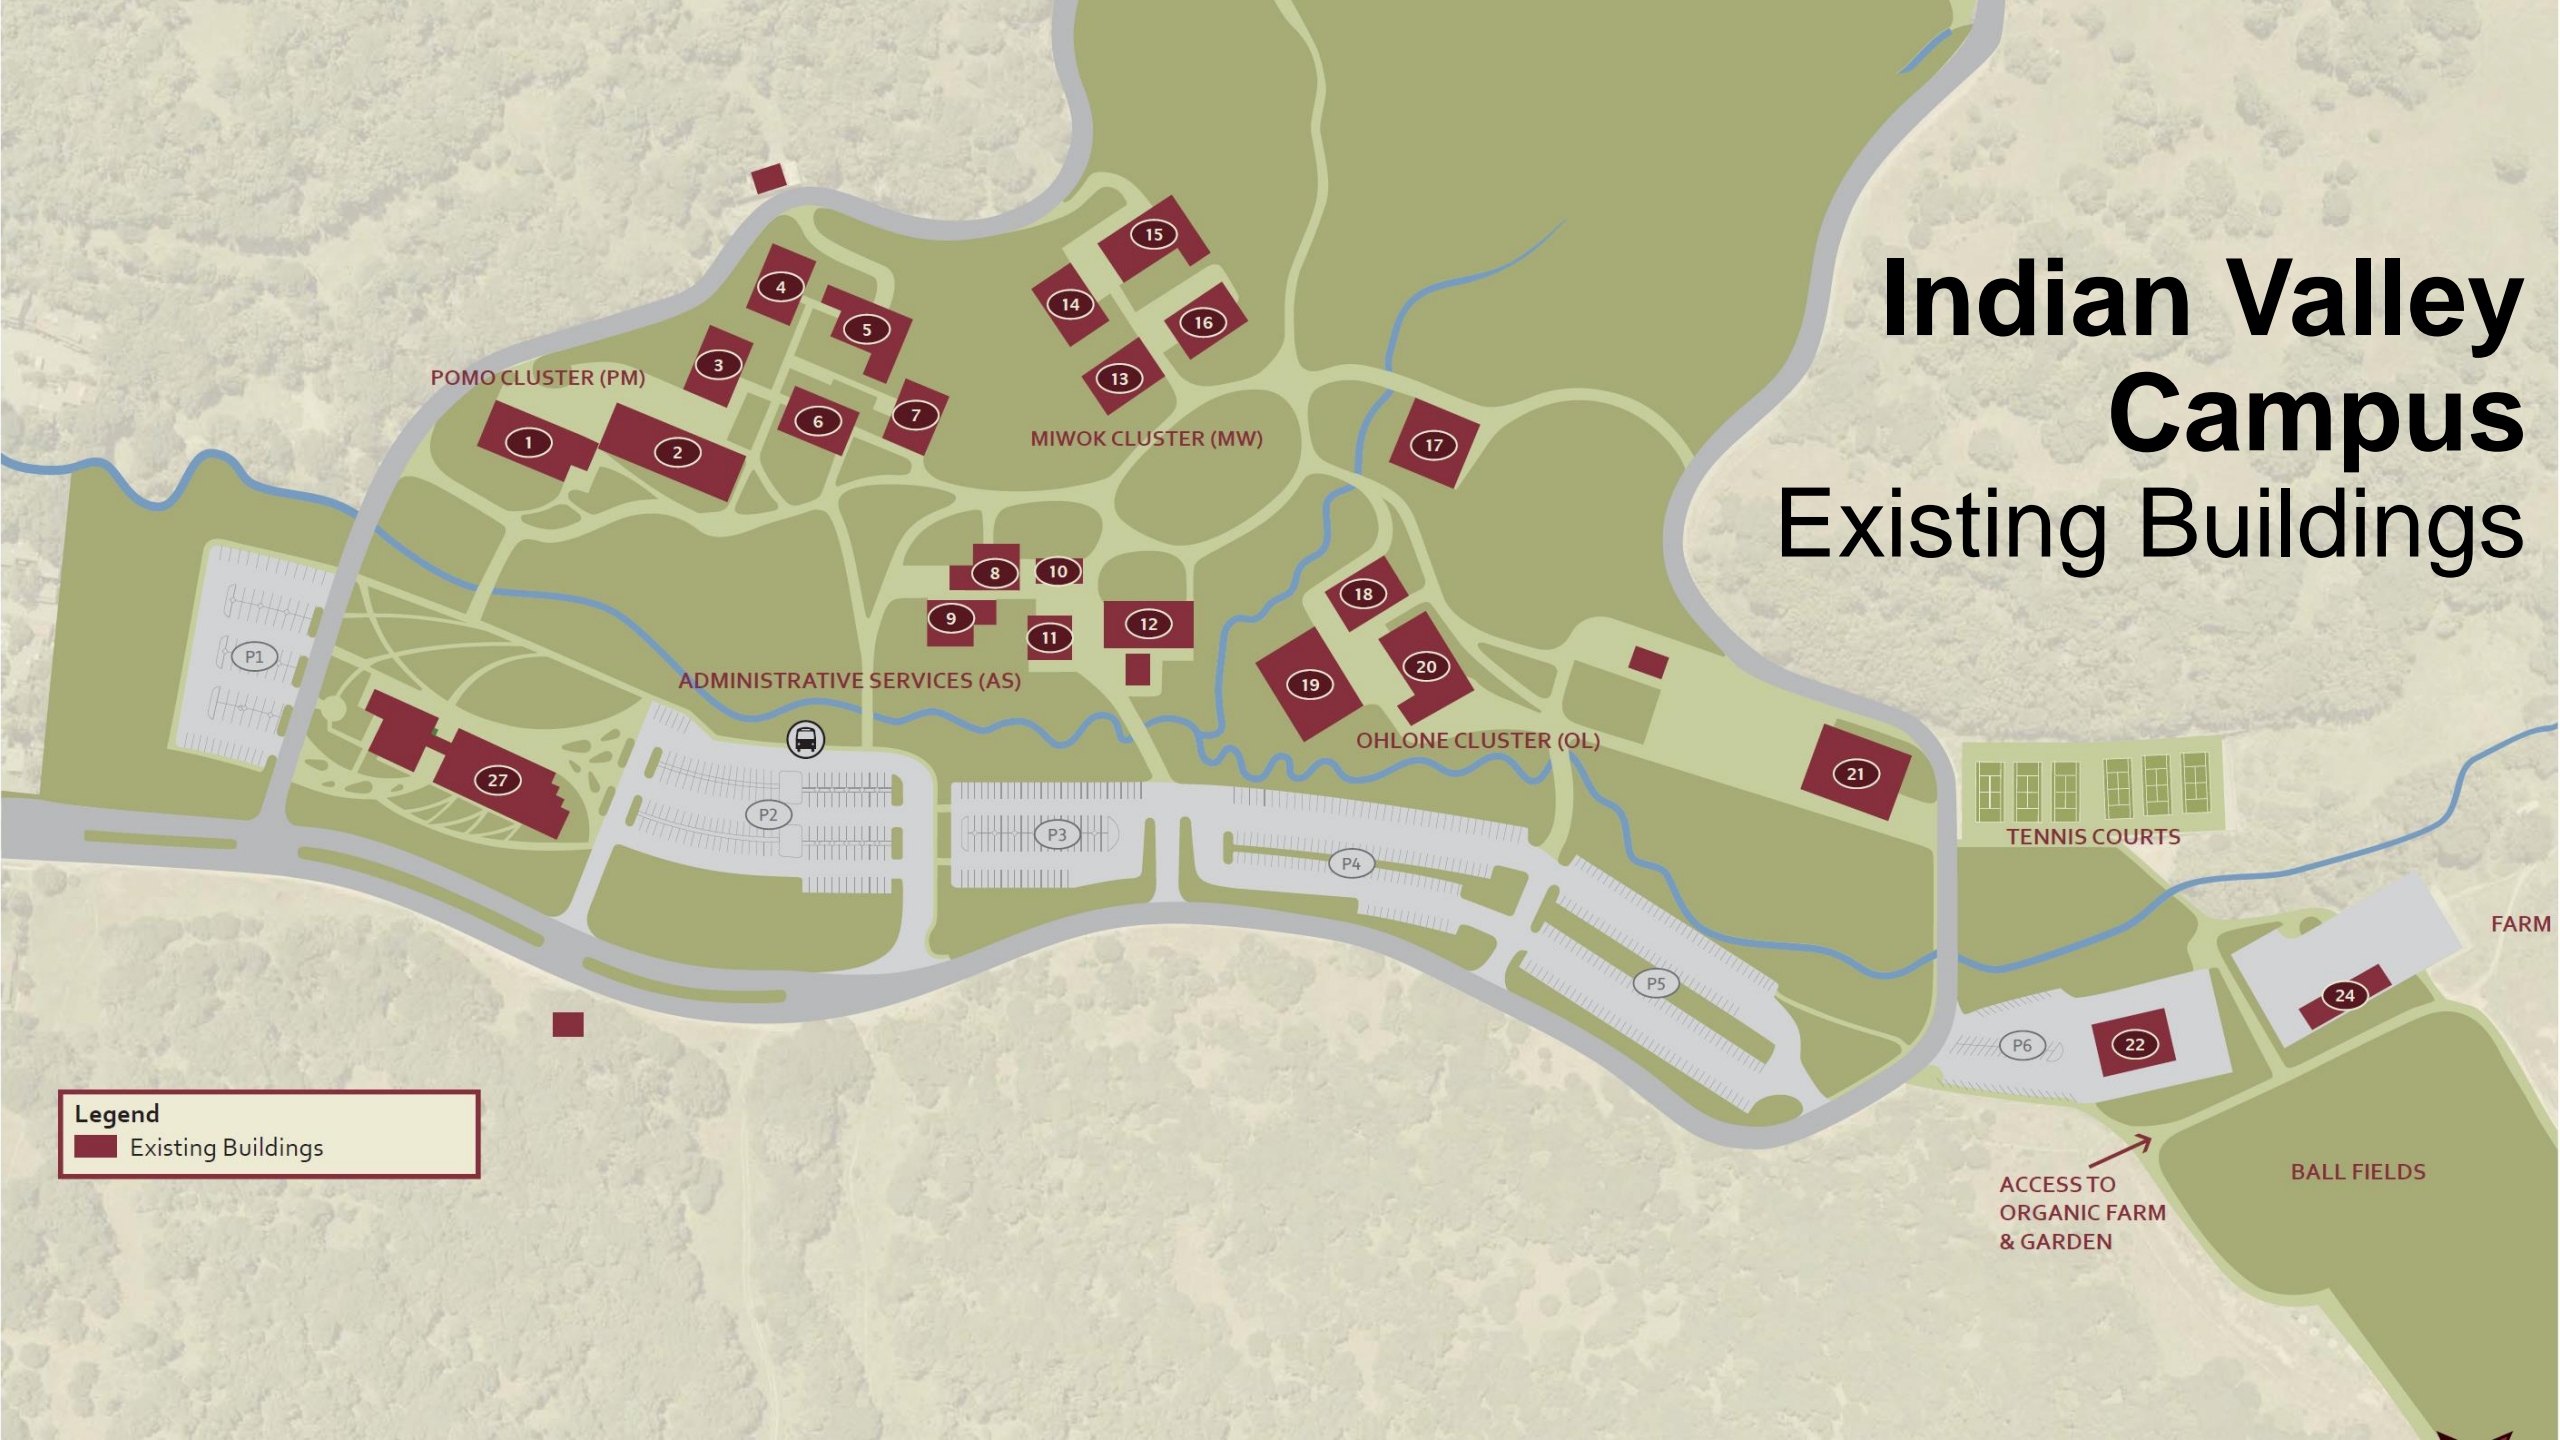 Indian Valley
Campus
Existing Buildings
15
4
14
5
16
3
POMO CLUSTER (PM)
13
7
6
MIWOK CLUSTER (MW)
1
2
17
8
10
18
9
11
12
P1
20
ADMINISTRATIVE SERVICES (AS)
19
OHLONE CLUSTER (OL)
27
21
P2
P3
TENNIS COURTS
P4
FARM
P5
24
P6
22
Legend
Existing Buildings
BALL FIELDS
ACCESS TO
ORGANIC FARM
& GARDEN